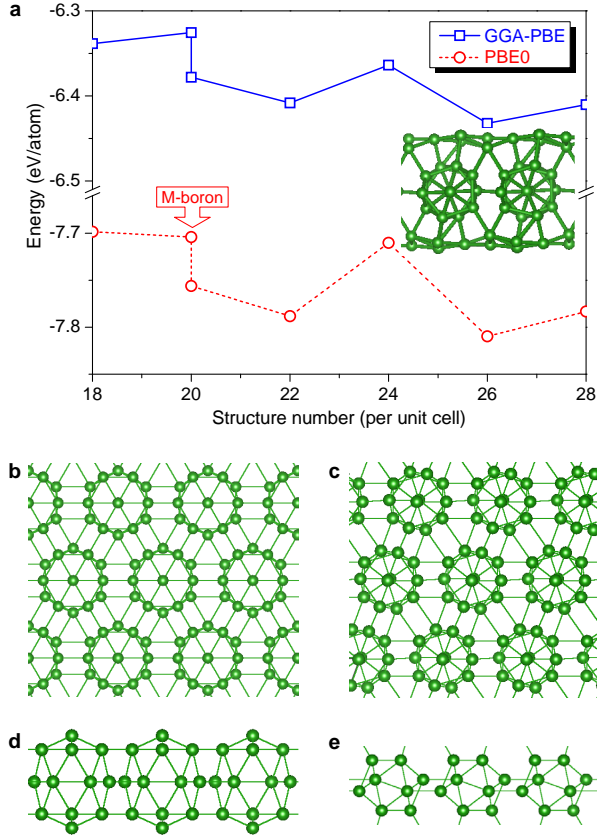 a
-6.3
-6.4
-6.5
-7.7
-7.8
Energy (eV/atom)
GGA-PBE
PBE0
M-boron
18 20 22 24 26 28
Structure number (per unit cell)
b
c
d
e